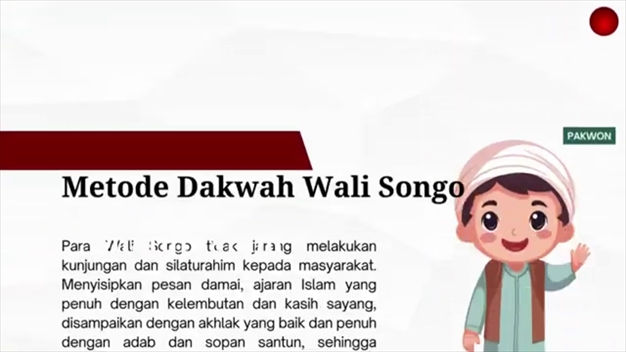 PAKWON
Metode Dakwah Wali Songo
Para Wali Songo tidak jarang melakukan
kunjungan dan silaturahim kepada masyarakat.
Menyisipkan pesan damai, ajaran Islam yang
penuh dengan kelembutan dan kasih sayang,
disampaikan dengan akhlak yang baik dan penuh
dengan adab dan sopan santun, sehingga